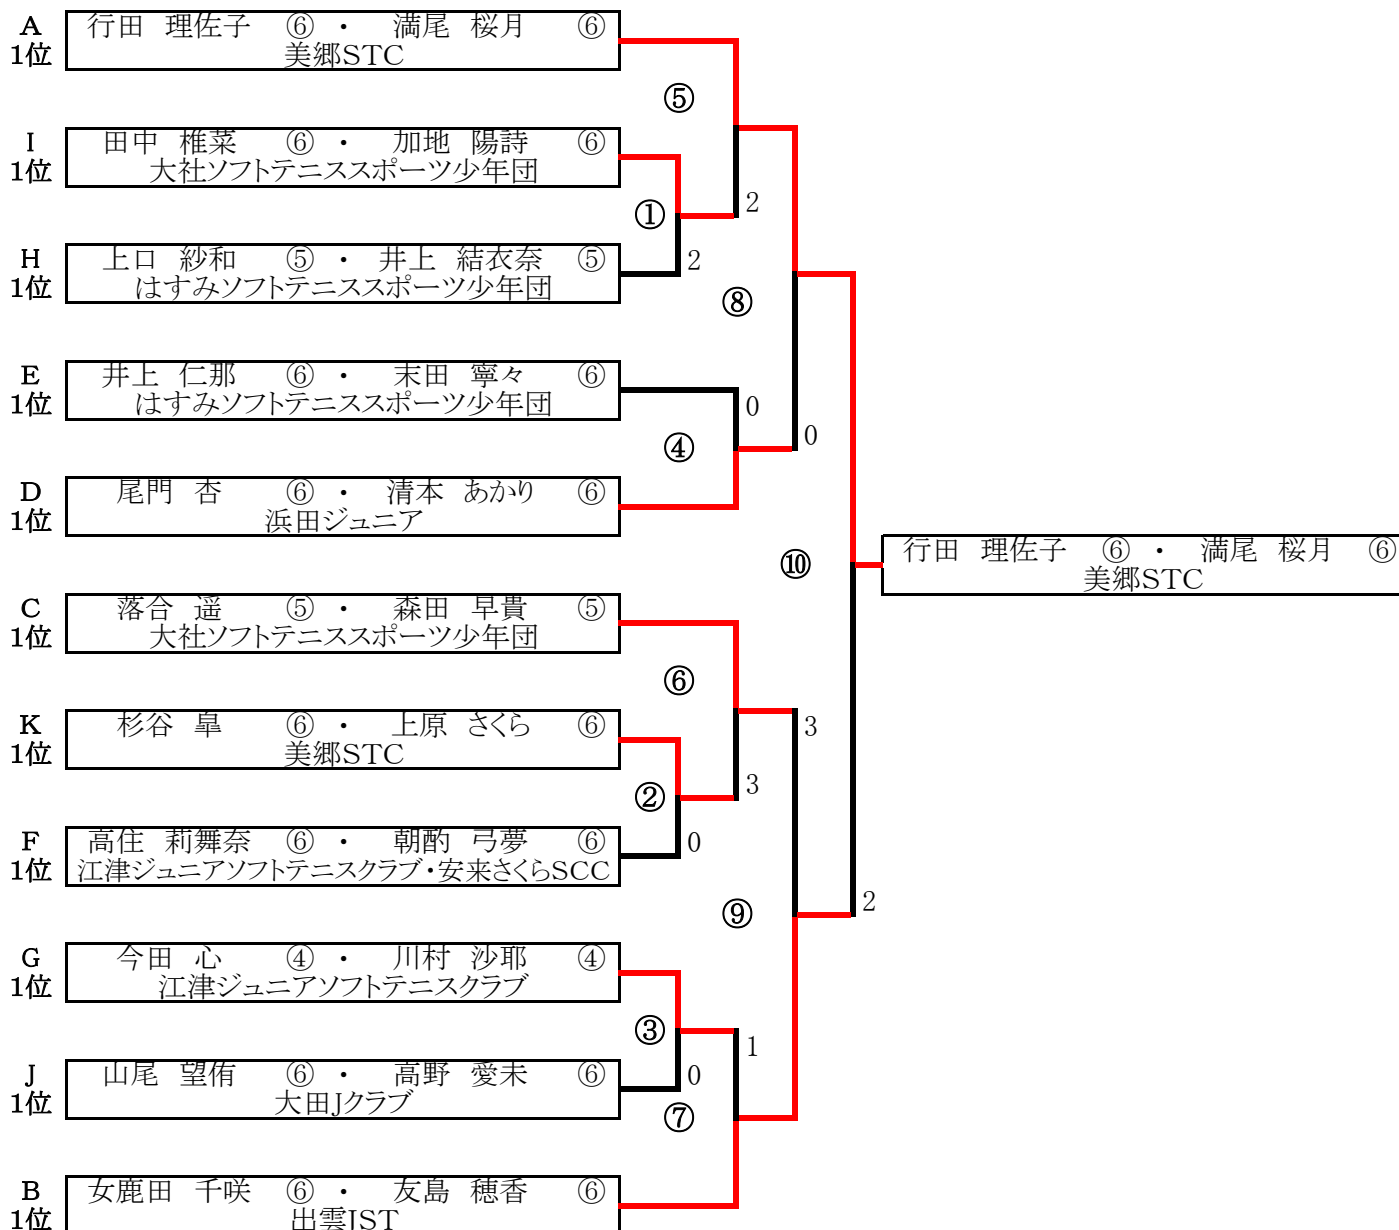 A 行田 理佐子 ⑥ ・ 満尾 桜月 ⑥
1位 美郷STC
⑤
I 田中 椎菜 ⑥ ・ 加地 陽詩 ⑥
1位 大社ソフトテニススポーツ少年団
① 2
H 上口 紗和 ⑤ ・ 井上 結衣奈 ⑤ 2
1位 はすみソフトテニススポーツ少年団
⑧
E 井上 仁那 ⑥ ・ 末田 寧々 ⑥
1位 はすみソフトテニススポーツ少年団 0
④ 0
D 尾門 杏 ⑥ ・ 清本 あかり ⑥
1位 浜田ジュニア
⑩ 行田 理佐子 ⑥ ・ 満尾 桜月 ⑥
美郷STC
C 落合 遥 ⑤ ・ 森田 早貴 ⑤
1位 大社ソフトテニススポーツ少年団
⑥
K 杉谷 皐 ⑥ ・ 上原 さくら ⑥ 3
1位 美郷STC
② 3
F 高住 莉舞奈 ⑥ ・ 朝酌 弓夢 ⑥ 0
1位 江津ジュニアソフトテニスクラブ・安来さくらSCC
⑨ 2
G 今田 心 ④ ・ 川村 沙耶 ④
1位 江津ジュニアソフトテニスクラブ
③ 1
J 山尾 望侑 ⑥ ・ 高野 愛未 ⑥ 0
1位 大田Jクラブ
⑦
B 女鹿田 千咲 ⑥ ・ 友島 穂香 ⑥
1位 出雲JST